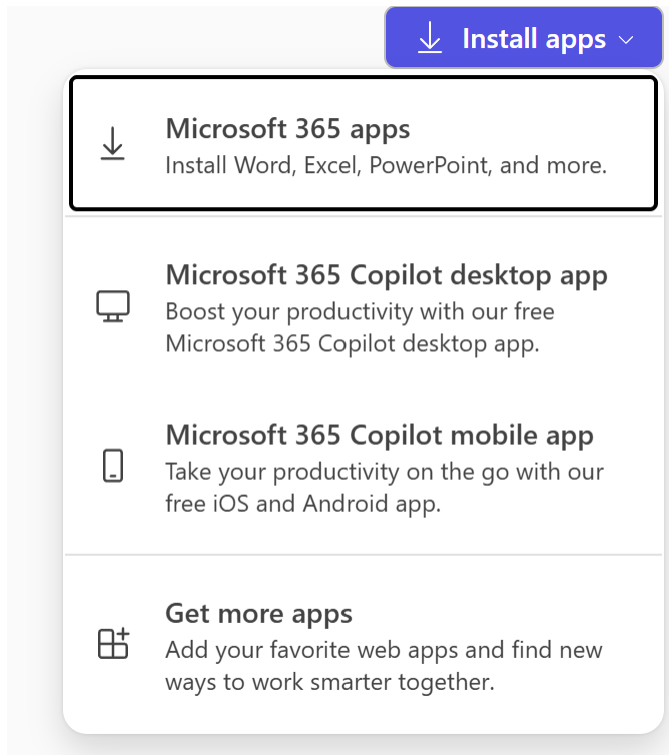 Install apps
Microsoft 365 apps
Install Word, Excel, PowerPoint, and more.
Microsoft 365 Copilot desktop app
Boost your productivity with our free
Microsoft 365 Copilot desktop app.
Microsoft 365 Copilot mobile app
Take your productivity on the go with our
free iOS and Android app.
Get more apps
Add your favorite web apps and find new
ways to work smarter together.